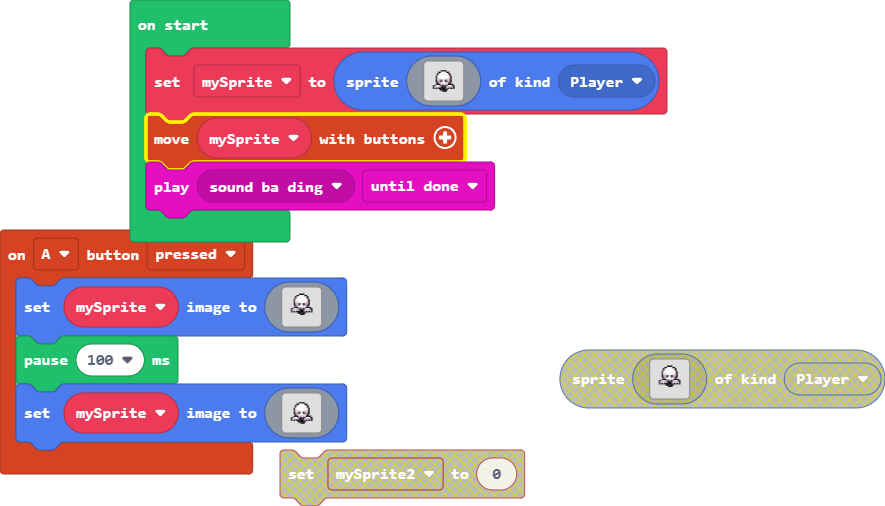 on start
set mySprite to sprite of kind Player
move mySprite with buttons
play sound ba ding until done
on A button pressed
set mySprite image to
pause 100 ms
set mySprite image to
sprite of kind Player
set mySprite2 to 0